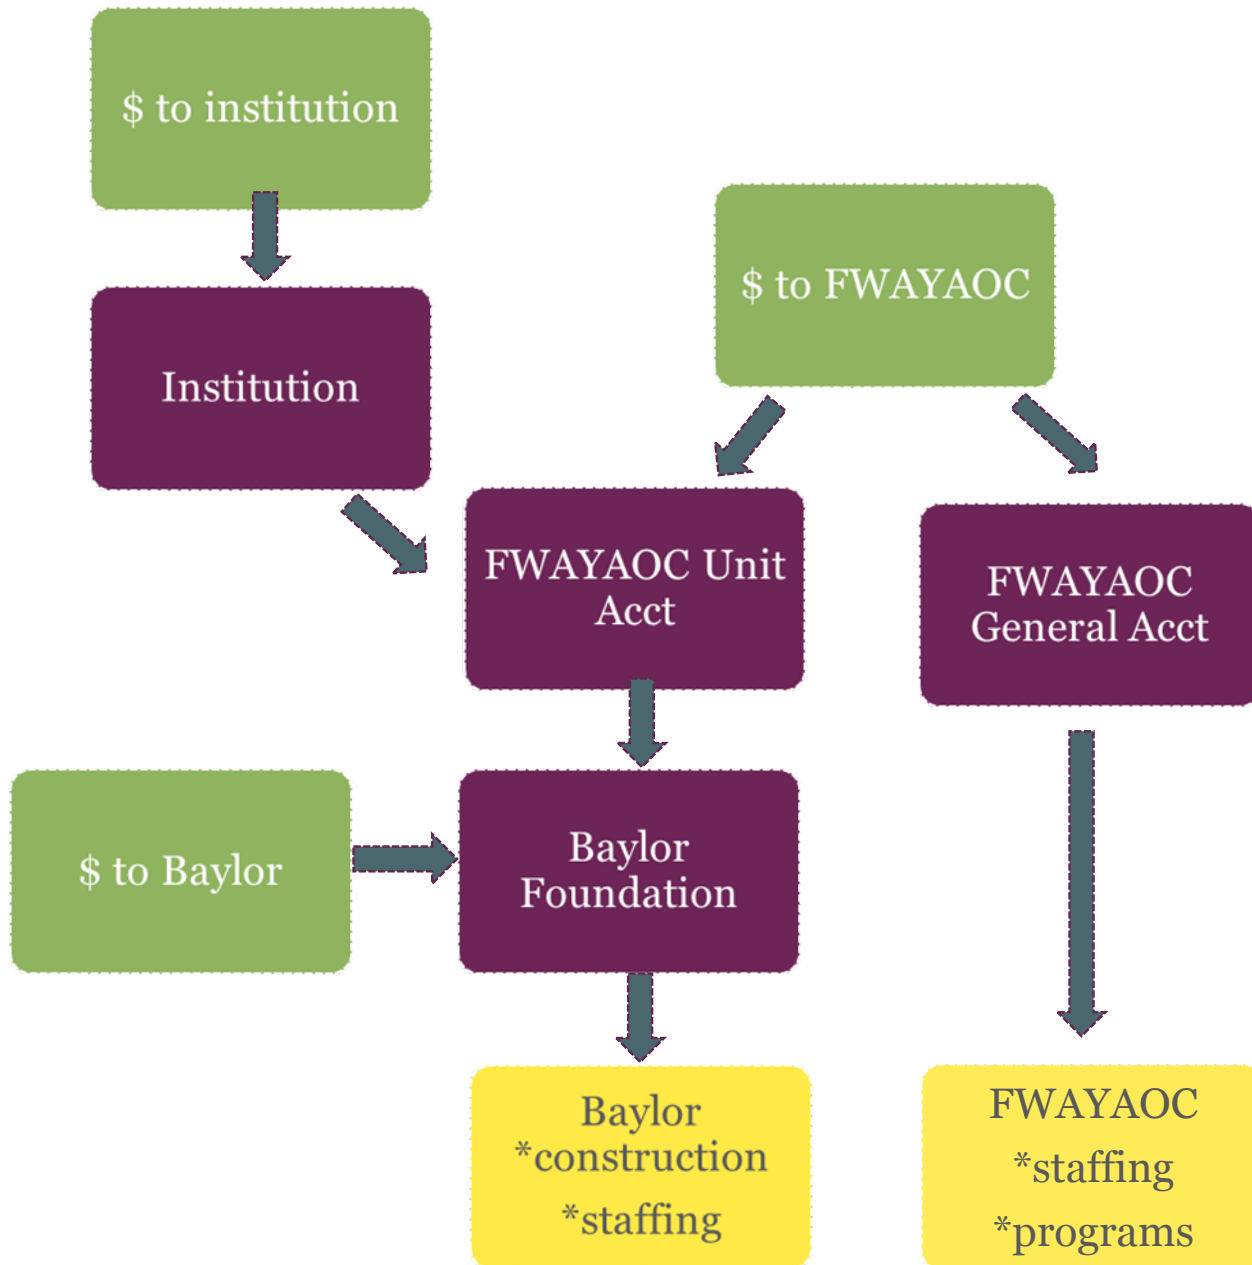 $ to institution
$ to FWAYAOC
Institution
FWAYAOC Unit
Acct
FWAYAOC
General Acct
$ to Baylor
Baylor
Foundation
Baylor
*construction
*staffing
FWAYAOC
*staffing
*programs